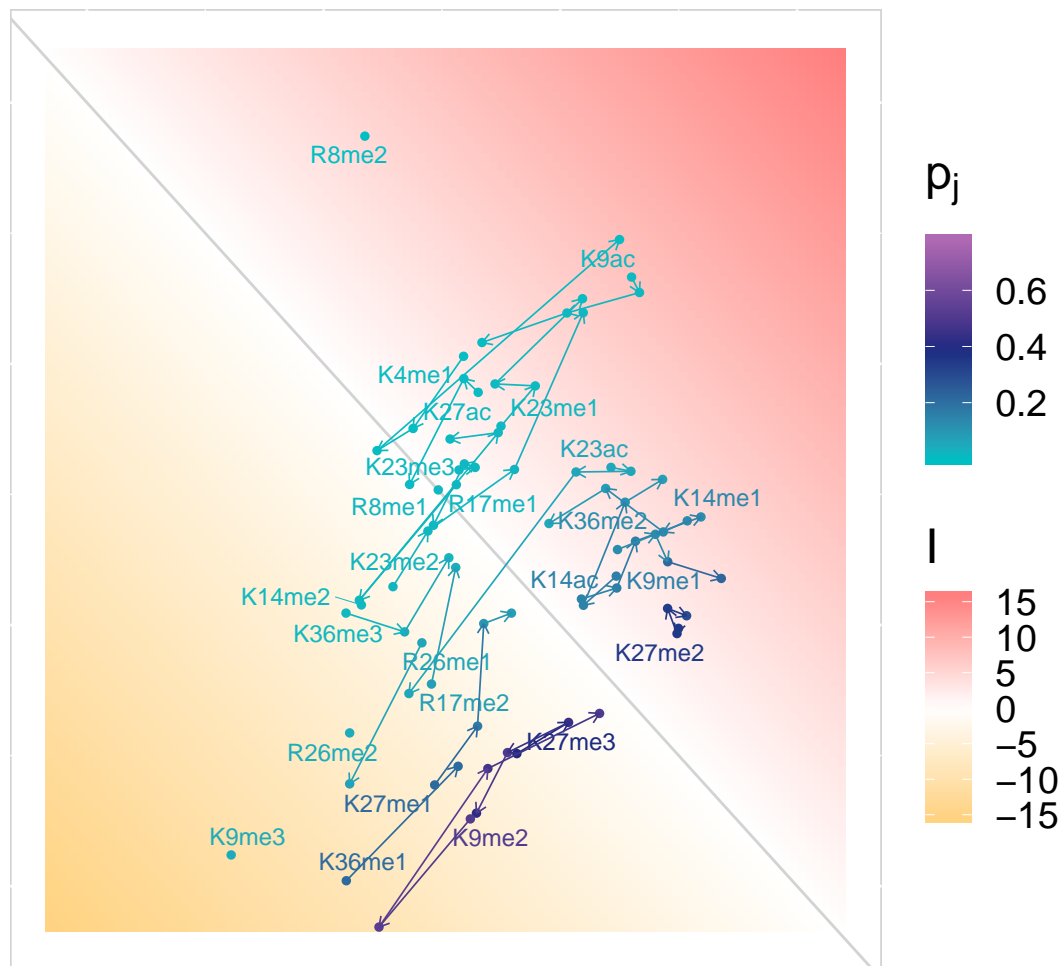 R8me2
K9ac
K4me1
K27ac
K23me1
K23me3
K23ac
R8me1
R17me1
K14me1
K36me2
K23me2
K14ac
K9me1
K14me2
K36me3
R26me1
K27me2
R17me2
R26me2
K27me3
K27me1
K9me3
K9me2
K36me1
pj
0.6
0.4
0.2
l
15
10
5
0
−5
−10
−15